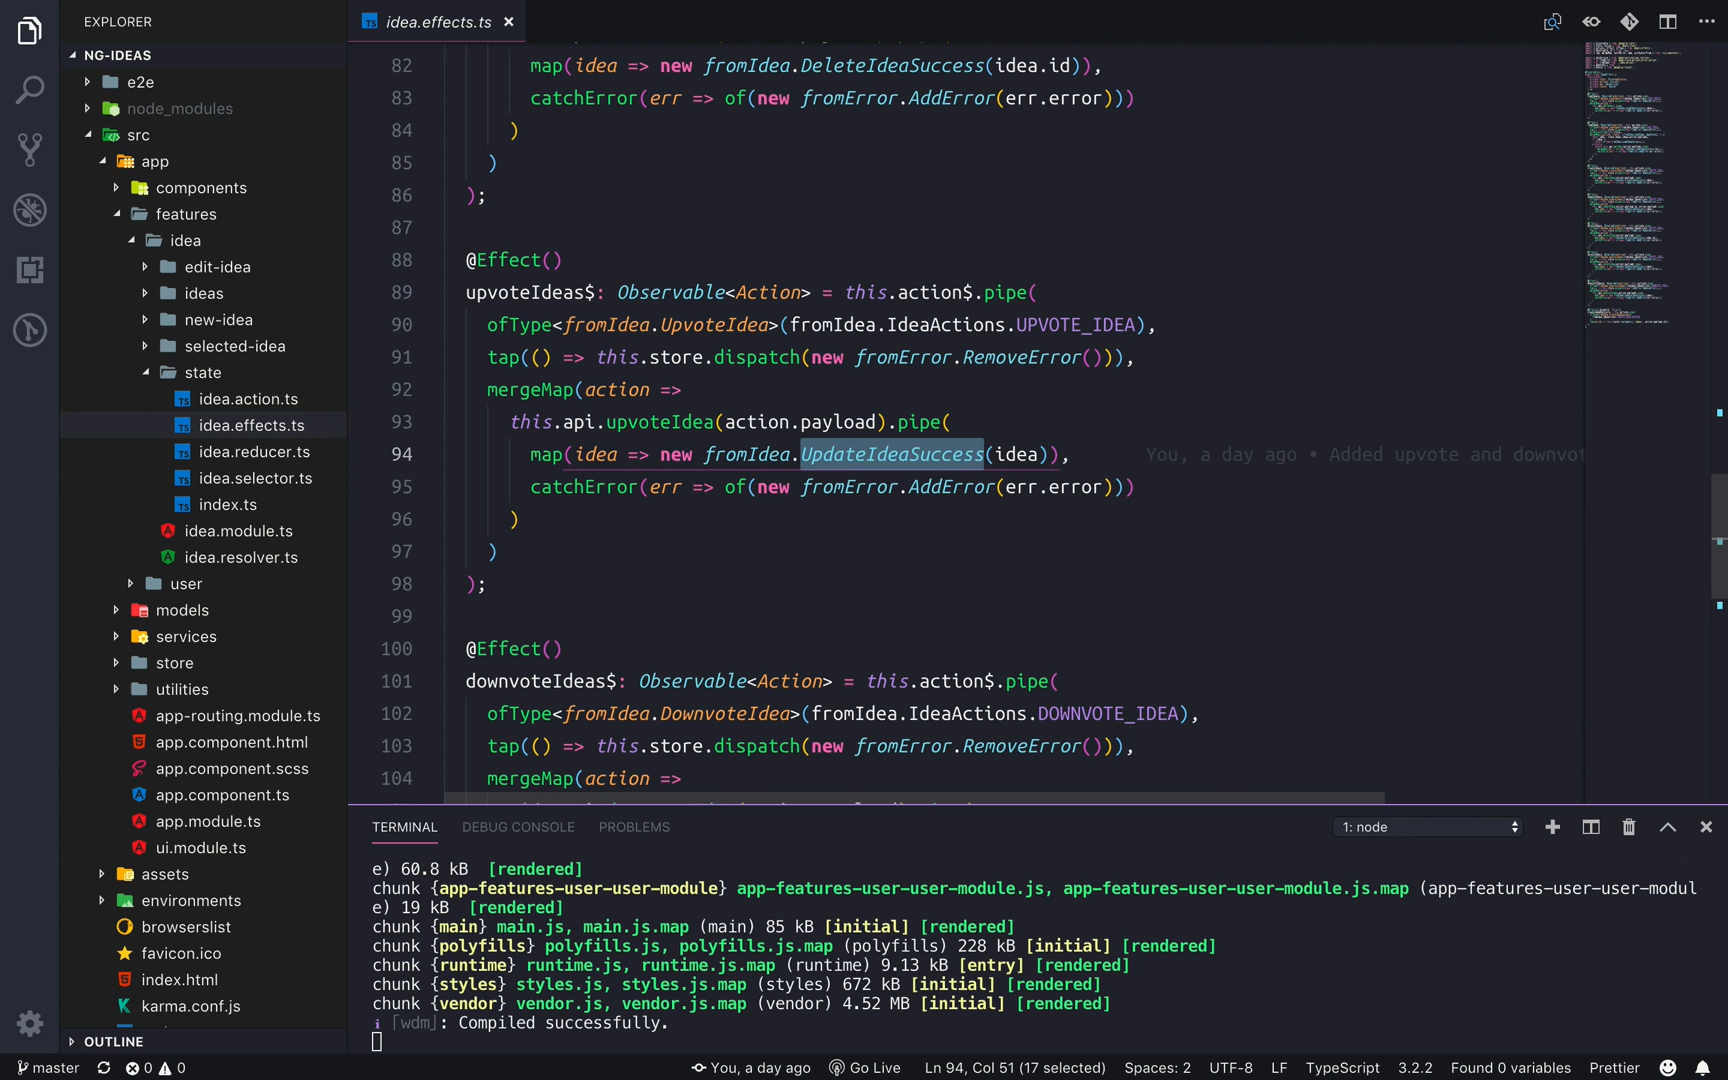 EXPLORER
NG-IDEAS
e2e
node_modules
src
app
components
features
idea
edit-idea
ideas
new-idea
selected-idea
state
idea.action.ts
idea.effects.ts
idea.reducer.ts
idea.selector.ts
index.ts
idea.module.ts
idea.resolver.ts
user
models
services
store
utilities
app-routing.module.ts
app.component.html
app.component.scss
app.component.ts
app.module.ts
ui.module.ts
assets
environments
browserslist
favicon.ico
index.html
karma.conf.js
OUTLINE
idea.effects.ts
82 map(idea => new fromIdea.DeleteIdeaSuccess(idea.id)),
83 catchError(err => of(new fromError.AddError(err.error)))
84 )
85 )
86 );
87
88 @Effect()
89 upvoteIdeas$: Observable<Action> = this.action$.pipe(
90 ofType<fromIdea.UpvoteIdea>(fromIdea.IdeaActions.UPVOTE_IDEA),
91 tap(() => this.store.dispatch(new fromError.RemoveError())),
92 mergeMap(action =>
93 this.api.upvoteIdea(action.payload).pipe(
94 map(idea => new fromIdea.UpdateIdeaSuccess(idea)), You, a day ago • Added upvote and downvot
95 catchError(err => of(new fromError.AddError(err.error)))
96 )
97 )
98 );
99
100 @Effect()
101 downvoteIdeas$: Observable<Action> = this.action$.pipe(
102 ofType<fromIdea.DownvoteIdea>(fromIdea.IdeaActions.DOWNVOTE_IDEA),
103 tap(() => this.store.dispatch(new fromError.RemoveError())),
104 mergeMap(action =>
TERMINAL DEBUG CONSOLE PROBLEMS 1: node
e) 60.8 kB [rendered]
chunk {app-features-user-user-module} app-features-user-user-module.js, app-features-user-user-module.js.map (app-features-user-user-modul
e) 19 kB [rendered]
chunk {main} main.js, main.js.map (main) 85 kB [initial] [rendered]
chunk {polyfills} polyfills.js, polyfills.js.map (polyfills) 228 kB [initial] [rendered]
chunk {runtime} runtime.js, runtime.js.map (runtime) 9.13 kB [entry] [rendered]
chunk {styles} styles.js, styles.js.map (styles) 672 kB [initial] [rendered]
chunk {vendor} vendor.js, vendor.js.map (vendor) 4.52 MB [initial] [rendered]
ℹ ｢wdm｣: Compiled successfully.
master 0 0 You, a day ago Go Live Ln 94, Col 51 (17 selected) Spaces: 2 UTF-8 LF TypeScript 3.2.2 Found 0 variables Prettier